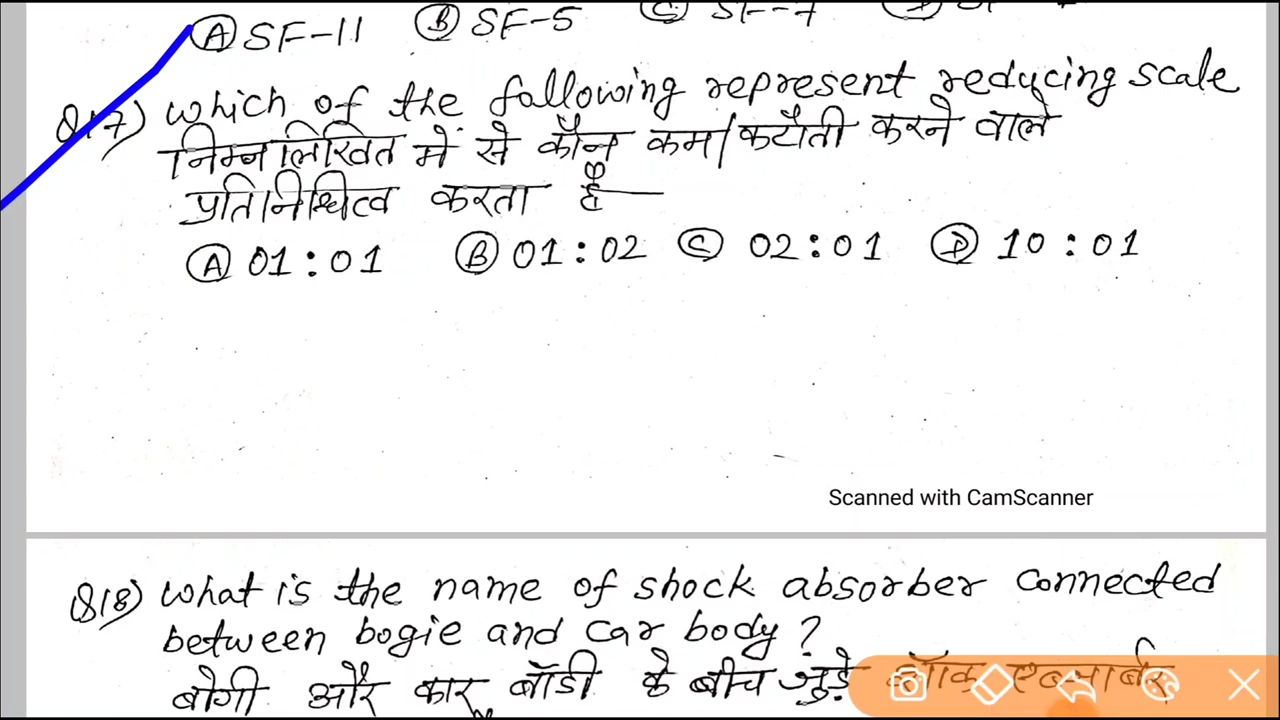 Ⓐ SF-11 Ⓑ SF-5 Ⓒ SF-7 Ⓓ
Q17) Which of the following represent reducing scale
निम्नलिखित में से कौन कम/कटौती करने वाले
प्रतिनिधित्व करता है
Ⓐ 01:01 Ⓑ 01:02 Ⓒ 02:01 Ⓓ 10:01
Scanned with CamScanner
Q18) What is the name of shock absorber connected
between bogie and car body?
बोगी और कार बॉडी के बीच जुड़े